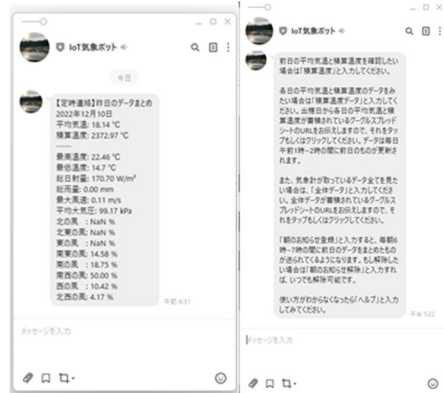 IoT気象ボット
今日
【定時連絡】昨日のデータまとめ
2022年12月10日
平均気温: 18.14 ℃
積算温度: 2372.97 ℃
------
最高温度: 22.46 ℃
最低温度: 14.7 ℃
総日射量: 170.70 W/m²
総雨量: 0.00 mm
最大風速: 0.11 m/s
平均大気圧: 99.17 kPa
北の風 : NaN %
北東の風: NaN %
東の風 : NaN %
南東の風: 14.58 %
南の風 : 18.75 %
南西の風: 50.00 %
西の風 : 10.42 %
北西の風: 4.17 %
午前 6:31
メッセージを入力
IoT気象ボット
前日の平均気温と積算温度を確認したい
場合は「積算温度」と入力してください。
各日の平均気温と積算温度のデータをみ
たい場合は「積算温度データ」と入力してく
ださい。出穂日から各日の平均気温と積
算温度が蓄積されているグーグルスプレッド
シートのURLをお伝えしますので、それをタッ
プもしくはクリックしてください。データは毎日
午前1時~2時の間に前日のものが更新さ
れます。
また、気象計が取っているデータ全てを見た
い場合は、「全体データ」と入力してくださ
い。全体データが蓄積されているグーグルス
プレッドシートのURLをお伝えしますので、そ
れをタップもしくはクリックしてください。
「朝のお知らせ登録」と入力すると、毎朝6
時~7時の間に前日のデータをまとめたもの
が送られてくるようになります。もし解除した
い場合は「朝のお知らせ解除」と入力すれ
ば、いつでも解除可能です。
使い方がわからなくなったら「ヘルプ」と入力
してみてください。
午後 5:22
メッセージを入力